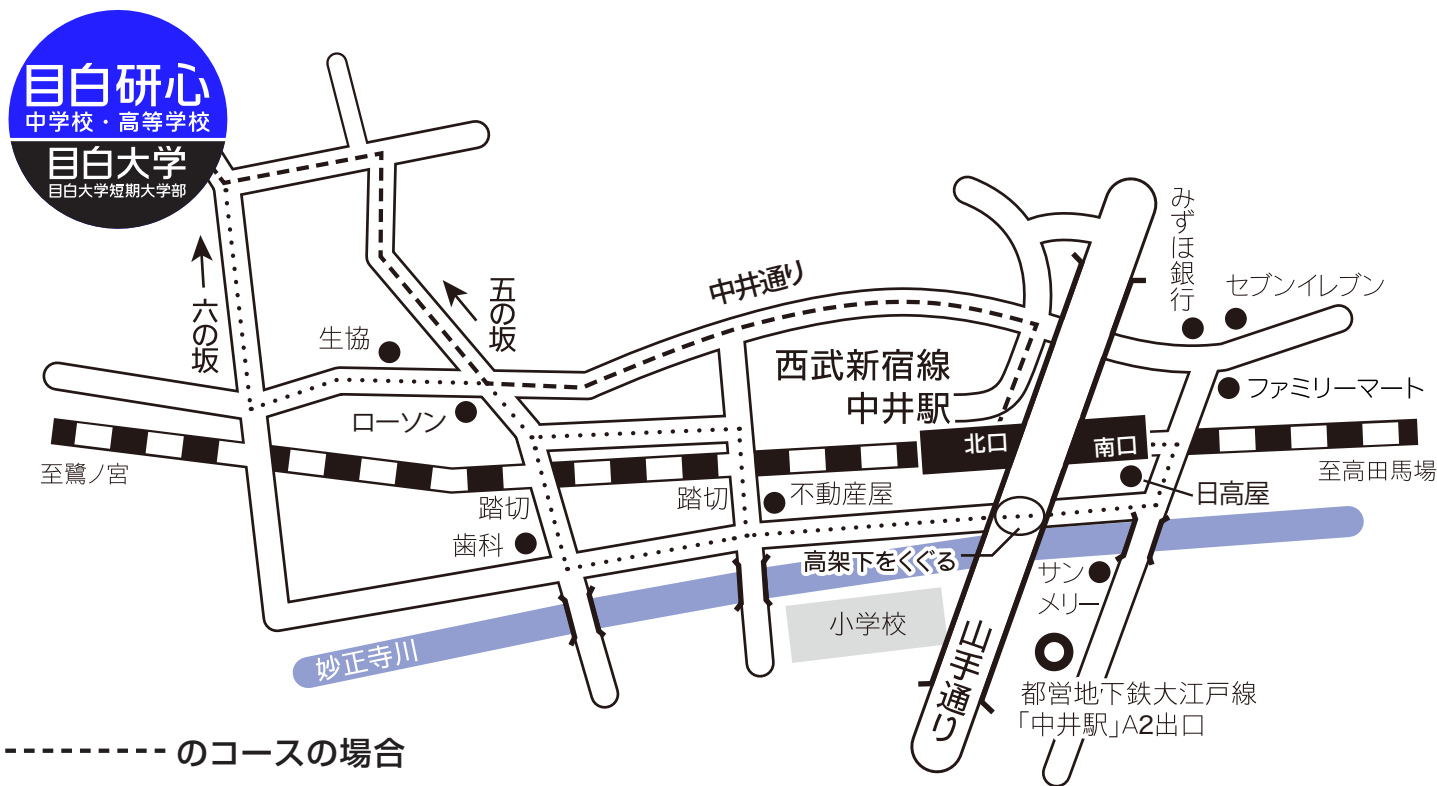 目白研心
中学校・高等学校
目白大学
目白大学短期大学部
六の坂
五の坂
中井通り
みずほ銀行
セブンイレブン
生協
西武新宿線
中井駅
ファミリーマート
ローソン
北口
南口
至鷺ノ宮
至高田馬場
踏切
踏切
不動産屋
日高屋
歯科
高架下をくぐる
サン
メリー
小学校
妙正寺川
山手通り
都営地下鉄大江戸線
「中井駅」A2出口
のコースの場合